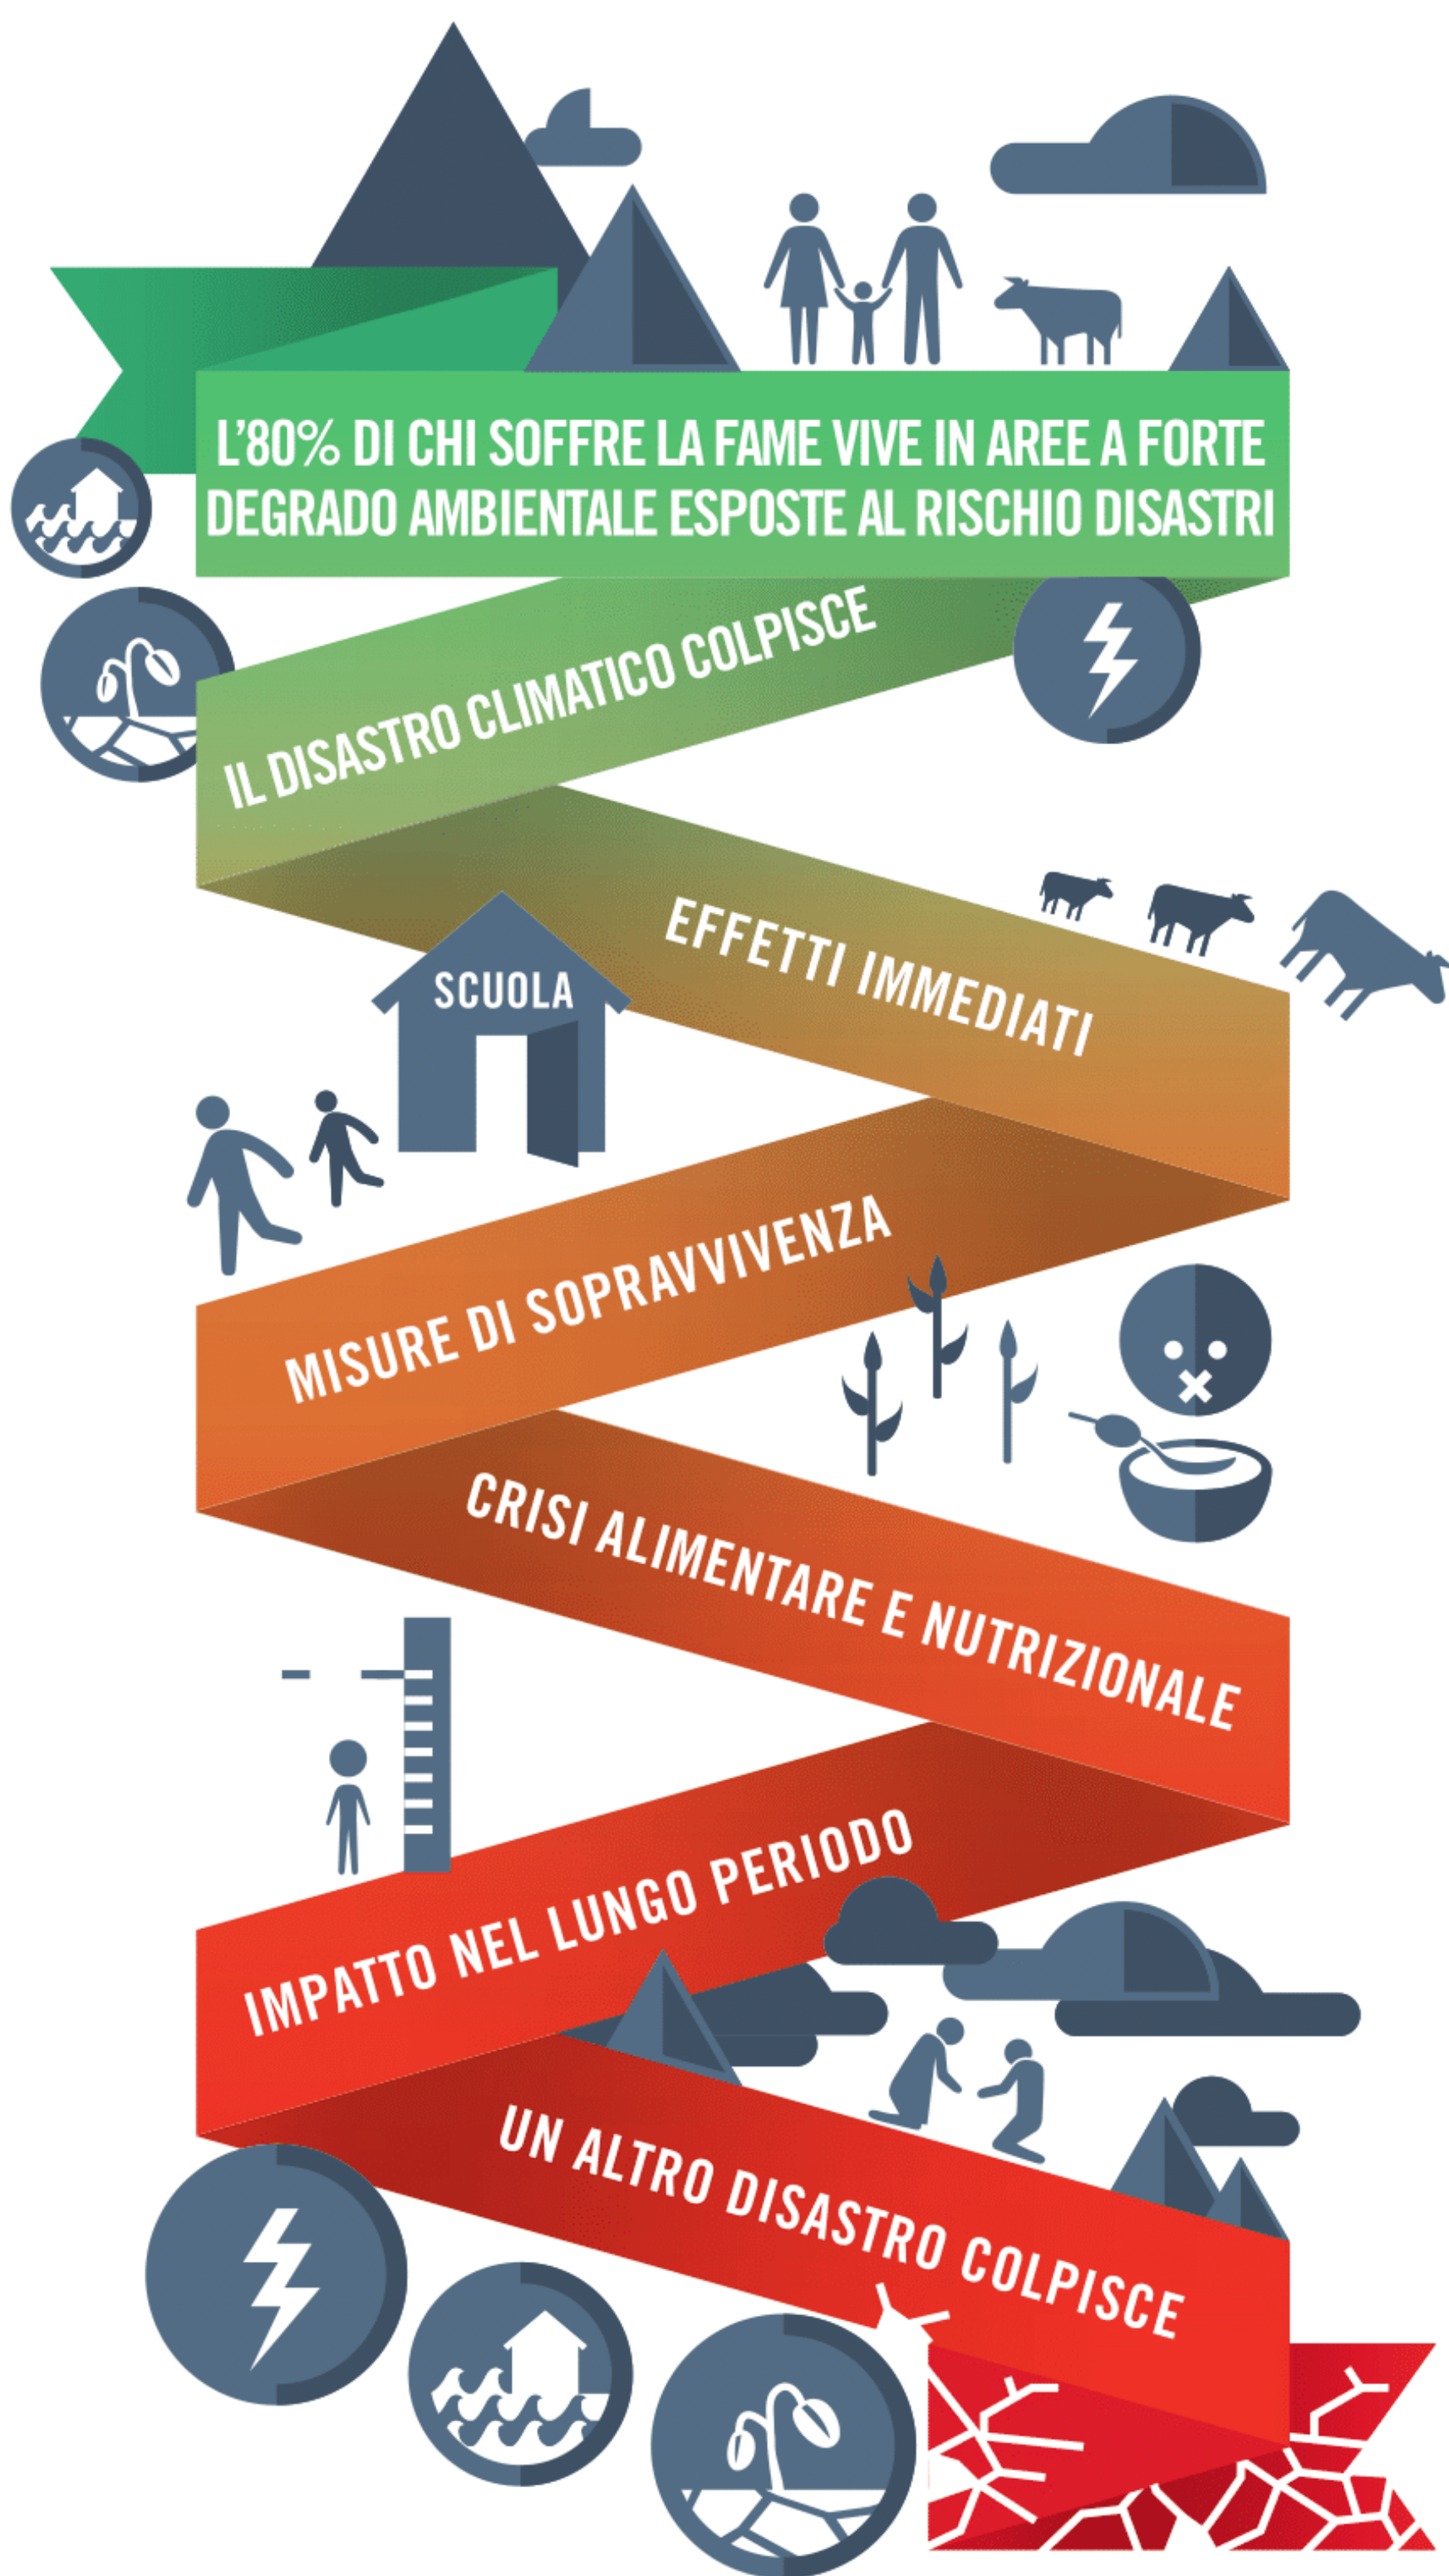 L'80% DI CHI SOFFRE LA FAME VIVE IN AREE A FORTE
DEGRADO AMBIENTALE ESPOSTE AL RISCHIO DISASTRI
IL DISASTRO CLIMATICO COLPISCE
EFFETTI IMMEDIATI
SCUOLA
MISURE DI SOPRAVVIVENZA
CRISI ALIMENTARE E NUTRIZIONALE
IMPATTO NEL LUNGO PERIODO
UN ALTRO DISASTRO COLPISCE